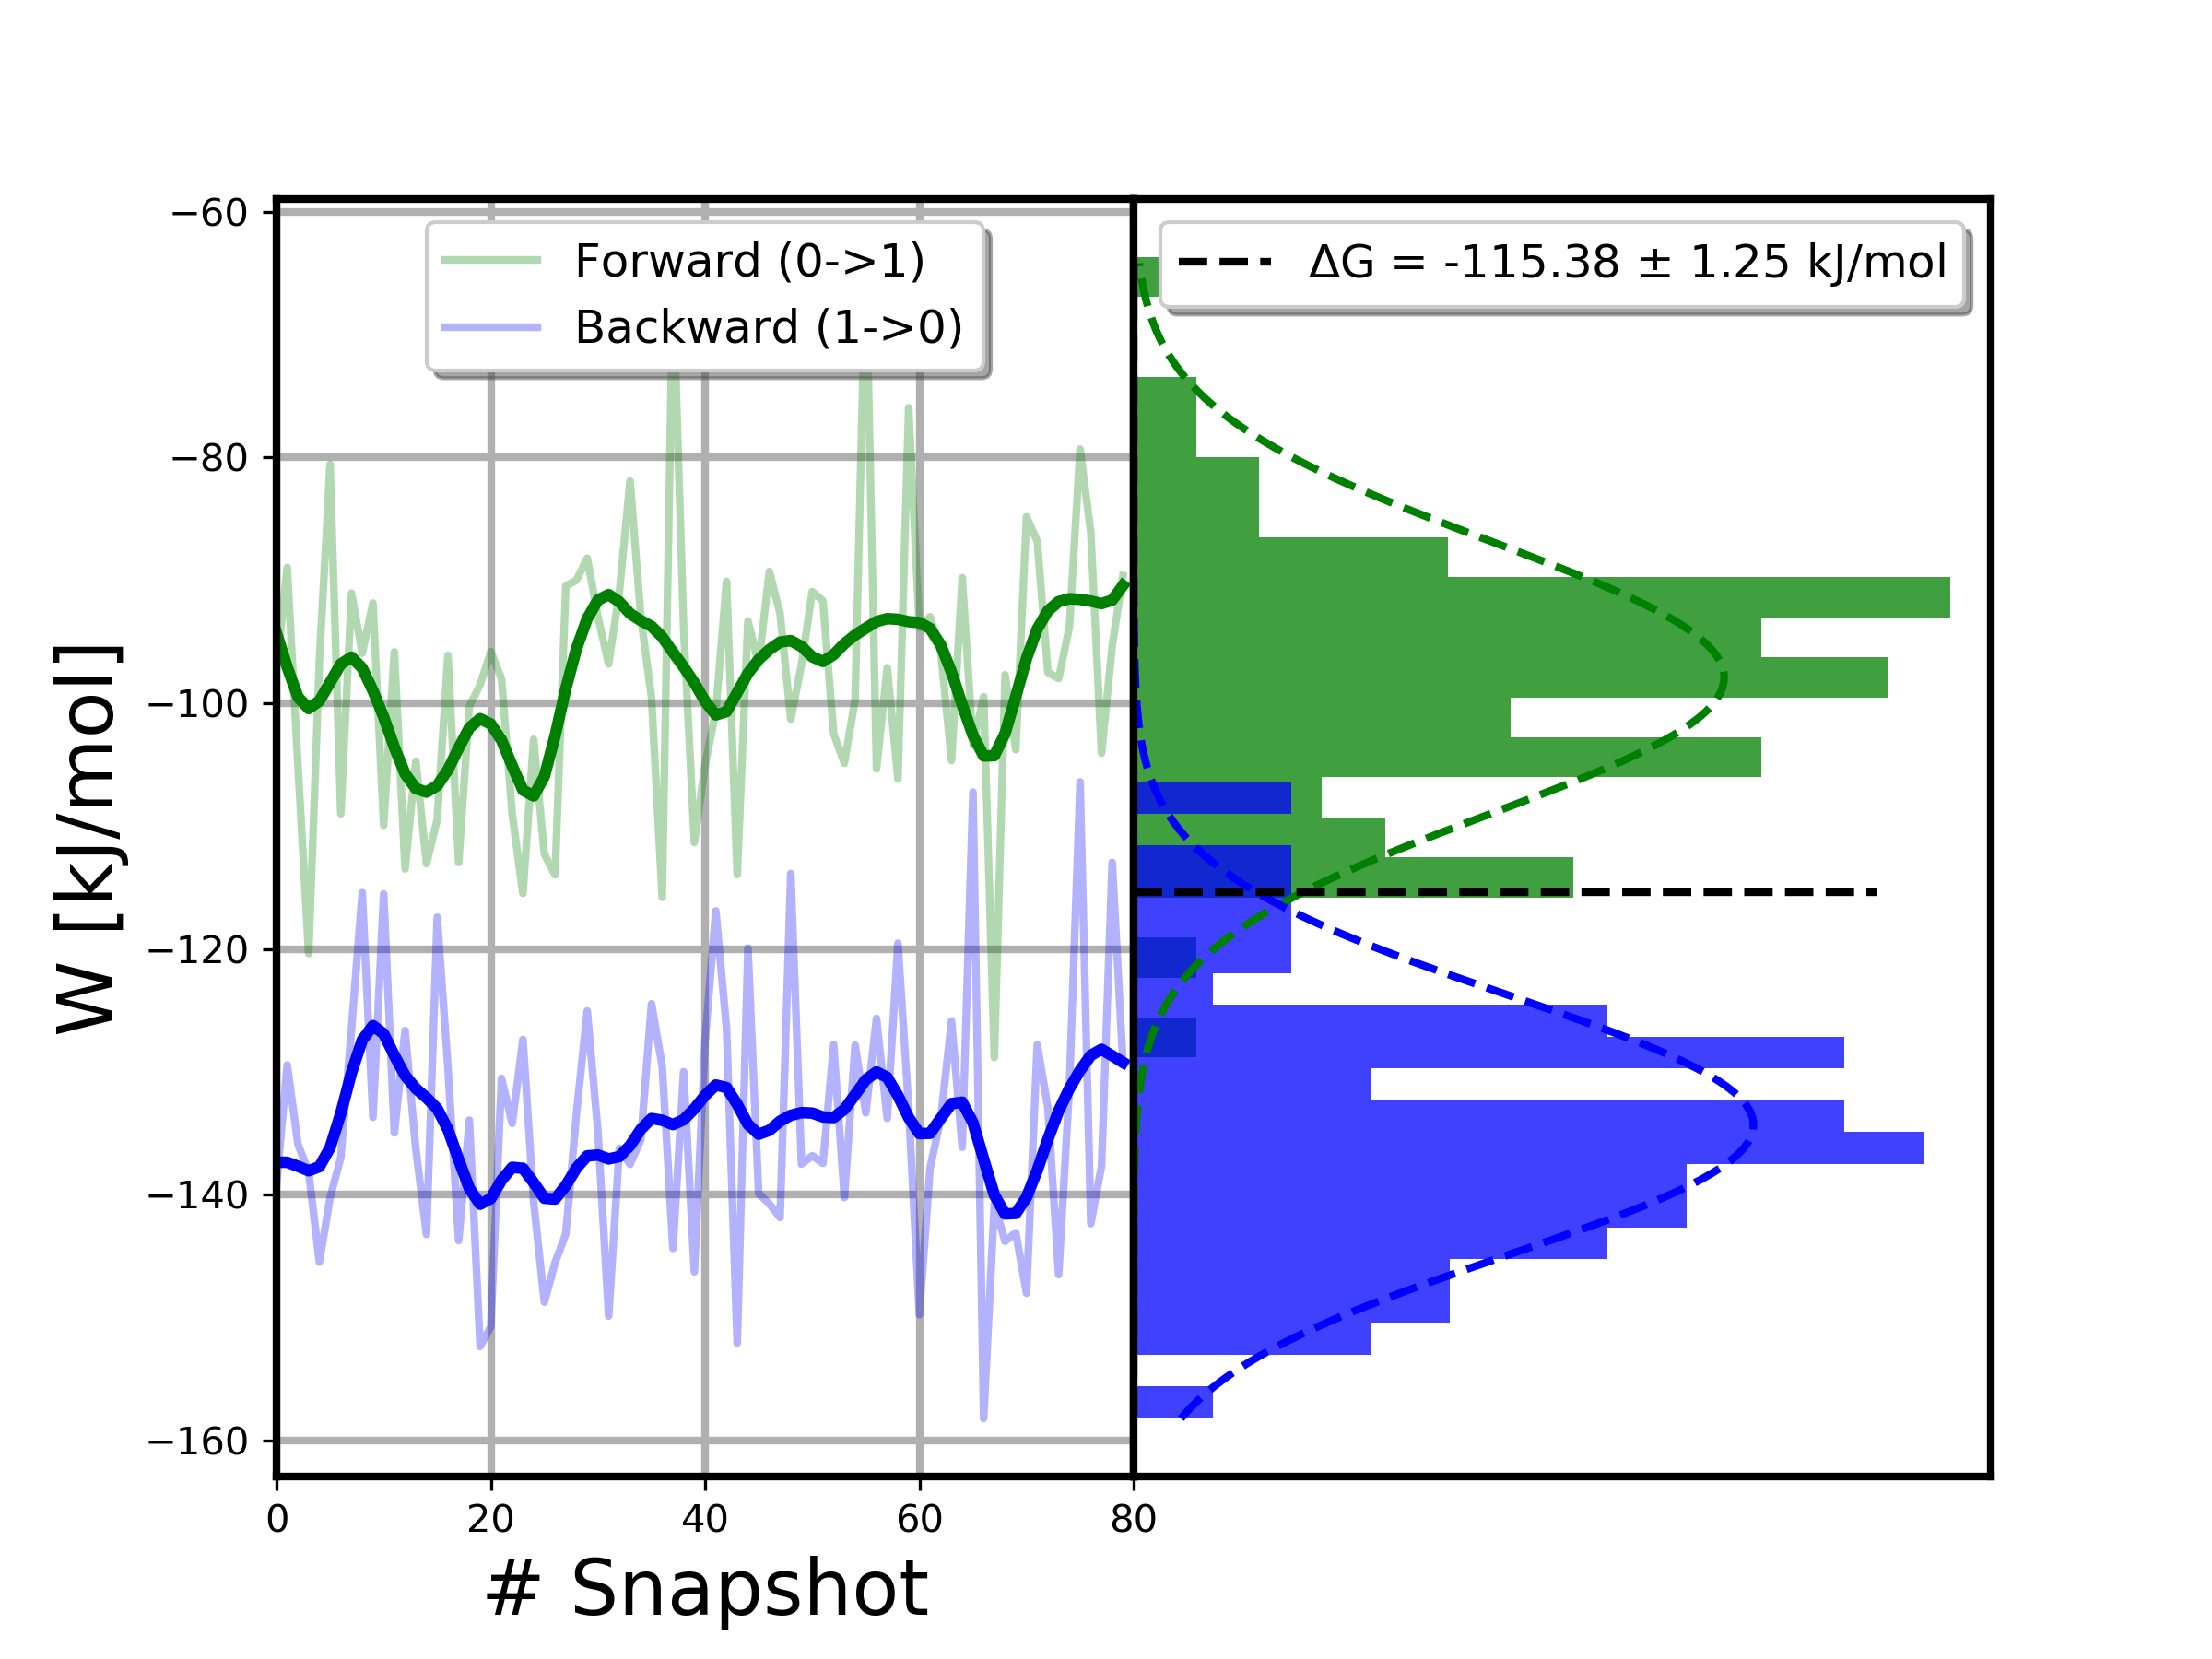 −60
−80
−100
−120
−140
−160
W [kJ/mol]
Forward (0->1)
Backward (1->0)
ΔG = -115.38 ± 1.25 kJ/mol
0 20 40 60 80
# Snapshot